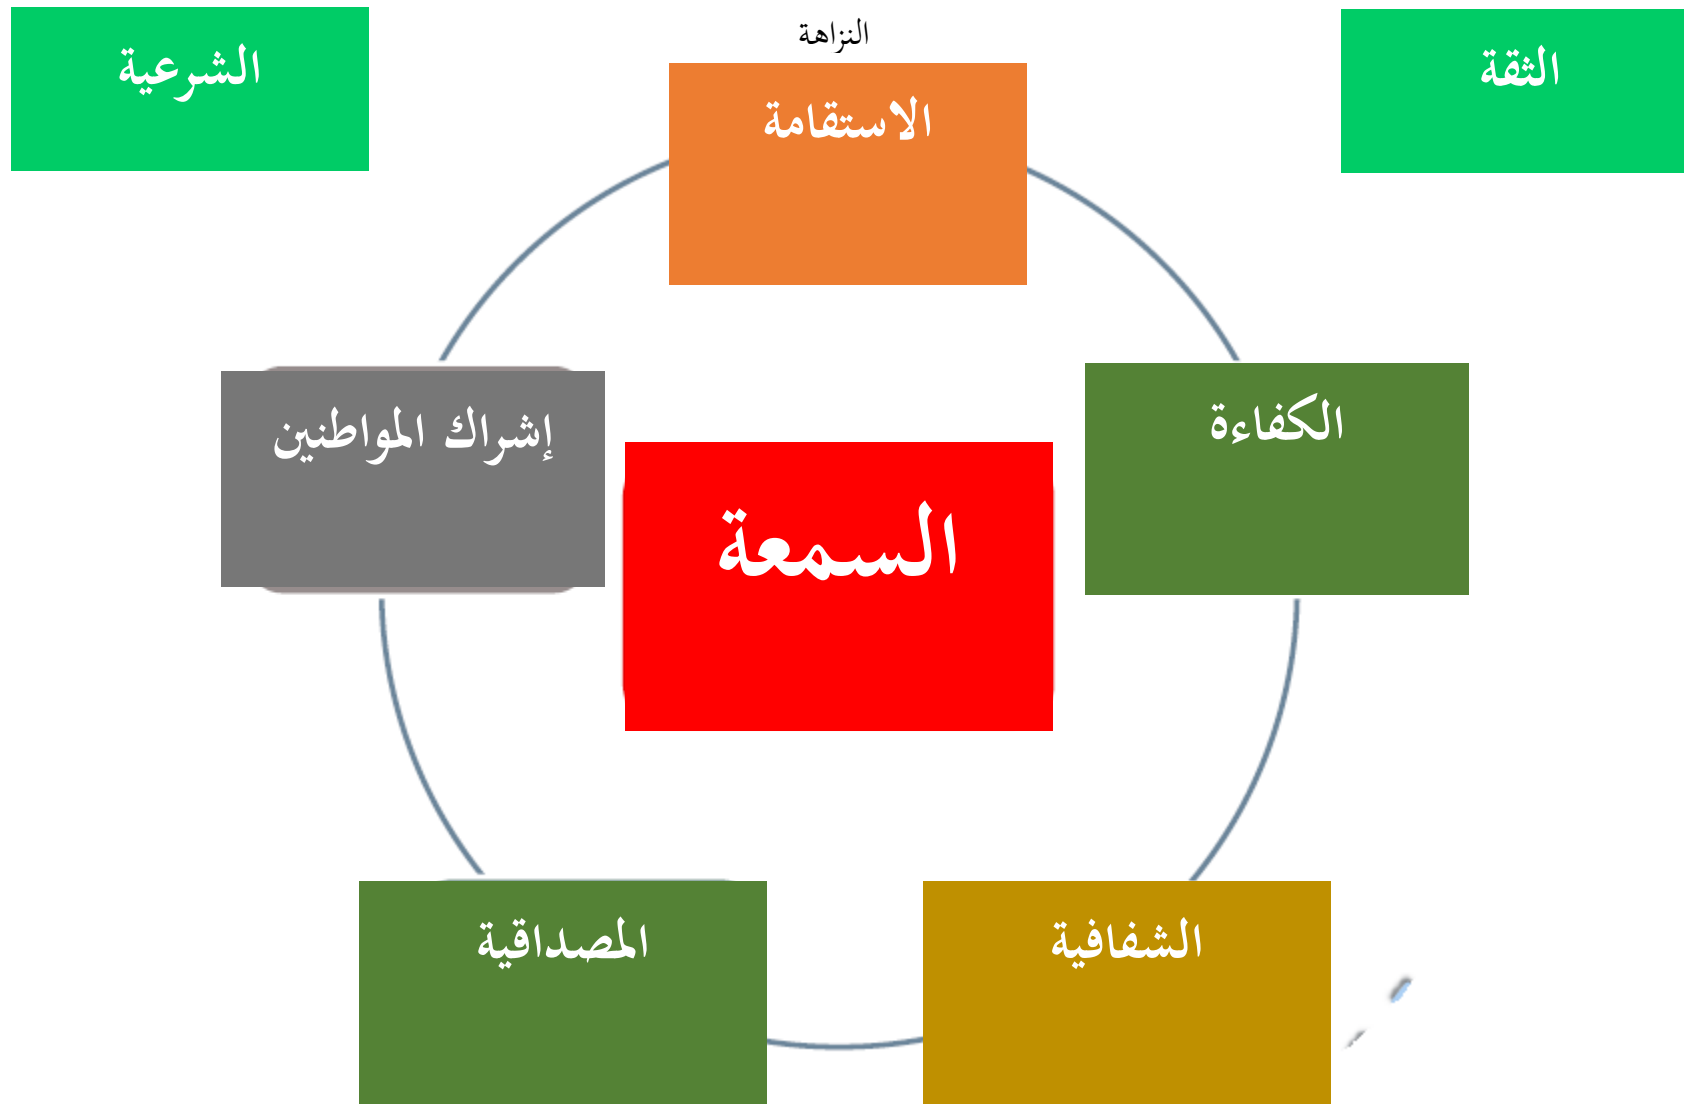 النزاهة
الثقة
الشرعية
الاستقامة
الكفاءة
إشراك المواطنين
السمعة
الشفافية
المصداقية